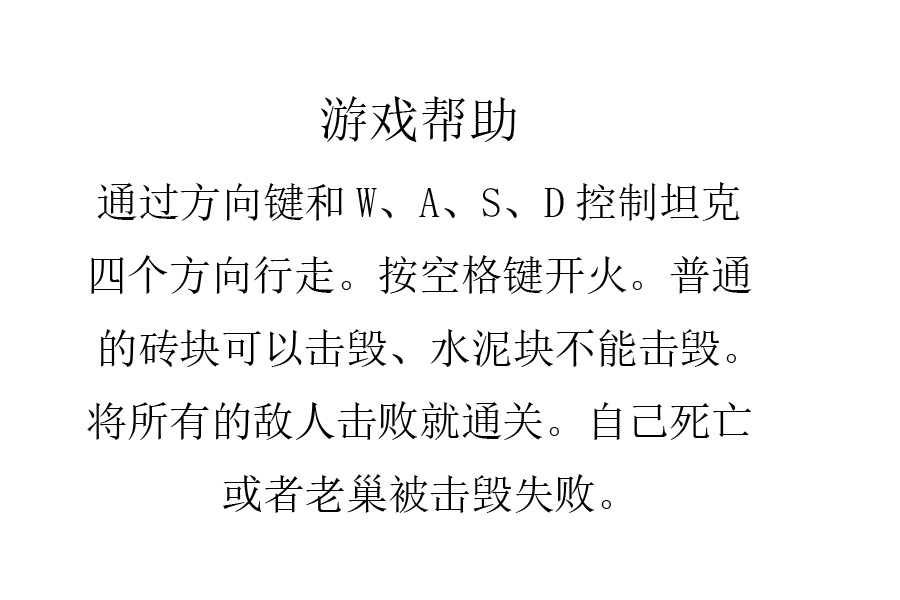 游戏帮助
通过方向键和 W、A、S、D 控制坦克
四个方向行走。按空格键开火。普通
的砖块可以击毁、水泥块不能击毁。
将所有的敌人击败就通关。自己死亡
或者老巢被击毁失败。